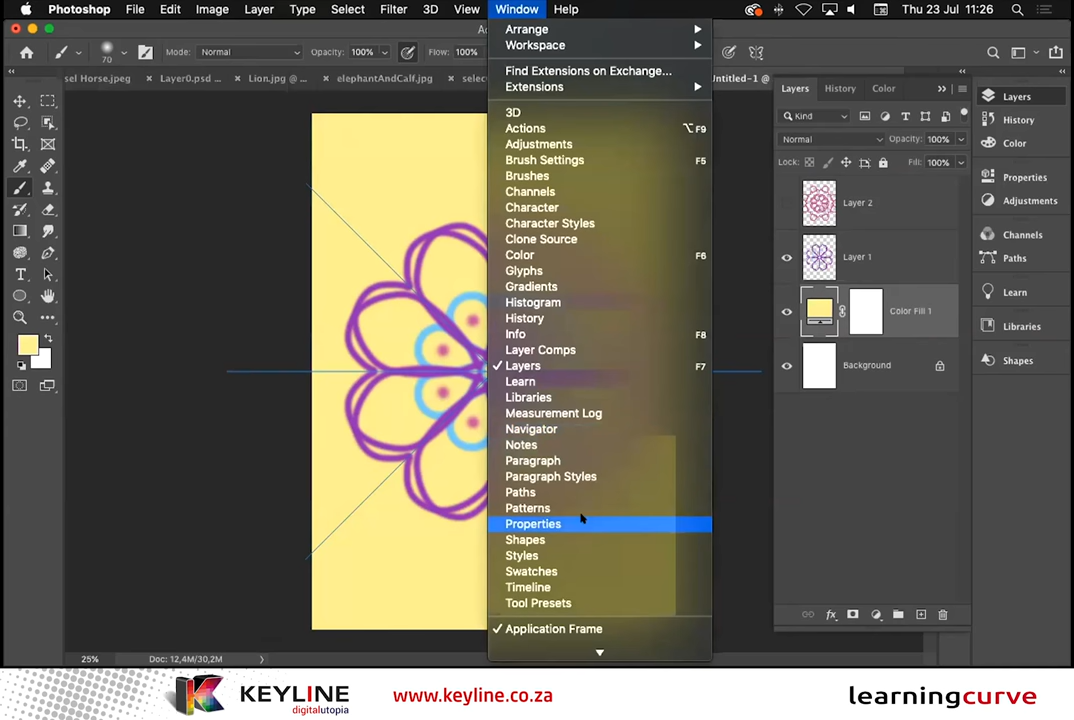 Photoshop File Edit Image Layer Type Select Filter 3D View Window Help Thu 23 Jul 11:26
70 Mode: Normal Opacity: 100% Flow: 100%
sel Horse.jpeg Layer0.psd ... Lion.jpg @ ... elephantAndCalf.jpg selec Untitled-1 @
Arrange
Workspace
Find Extensions on Exchange...
Extensions
3D
Actions ⌥F9
Adjustments
Brush Settings F5
Brushes
Channels
Character
Character Styles
Clone Source
Color F6
Glyphs
Gradients
Histogram
History
Info F8
Layer Comps
✓ Layers F7
Learn
Libraries
Measurement Log
Navigator
Notes
Paragraph
Paragraph Styles
Paths
Patterns
Properties
Shapes
Styles
Swatches
Timeline
Tool Presets
✓ Application Frame
Layers History Color
Kind
Normal Opacity: 100%
Lock: Fill: 100%
Layer 2
Layer 1
Color Fill 1
Background
fx
Layers
History
Color
Properties
Adjustments
Channels
Paths
Learn
Libraries
Shapes
25% Doc: 12,4M/30,2M
KEYLINE
digitalutopia
www.keyline.co.za
learningcurve